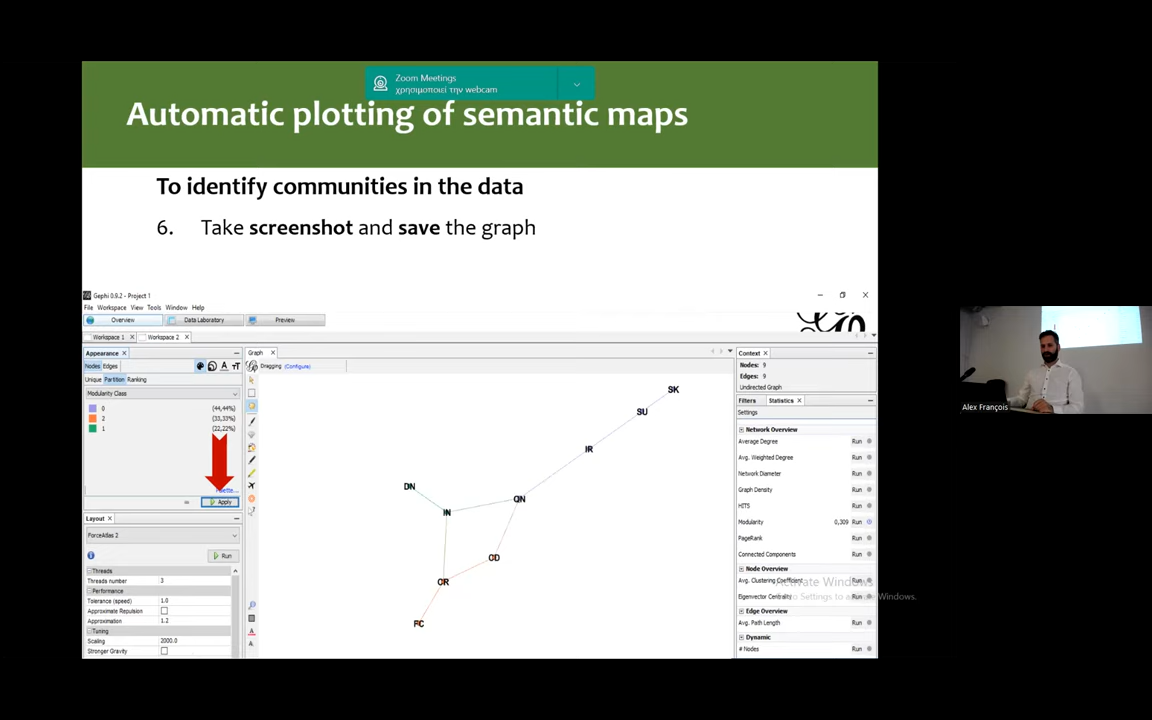 Zoom Meetings
χρησιμοποιεί την webcam
Automatic plotting of semantic maps
To identify communities in the data
6. Take screenshot and save the graph
Gephi 0.9.2 - Project 1
File Workspace View Tools Window Help
Overview Data Laboratory Preview
Workspace 1 Workspace 2
Appearance
Nodes Edges
Unique Partition Ranking
Modularity Class
0 (44,44%)
2 (33,33%)
1 (22,22%)
Palette...
Apply
Layout
ForceAtlas 2
Run
Threads
Threads number 3
Performance
Tolerance (speed) 1.0
Approximate Repulsion
Approximation 1.2
Tuning
Scaling 2000.0
Stronger Gravity
Graph
Dragging (Configure)
SK
SU
IR
DN
QN
IN
CD
CR
FC
Context
Nodes: 9
Edges: 9
Undirected Graph
Filters Statistics
Settings
Network Overview
Average Degree Run
Avg. Weighted Degree Run
Network Diameter Run
Graph Density Run
HITS Run
Modularity 0,309 Run
PageRank Run
Connected Components Run
Node Overview
Avg. Clustering Coefficient Run
Eigenvector Centrality Run
Edge Overview
Avg. Path Length Run
Dynamic
# Nodes Run
Activate Windows
Alex François